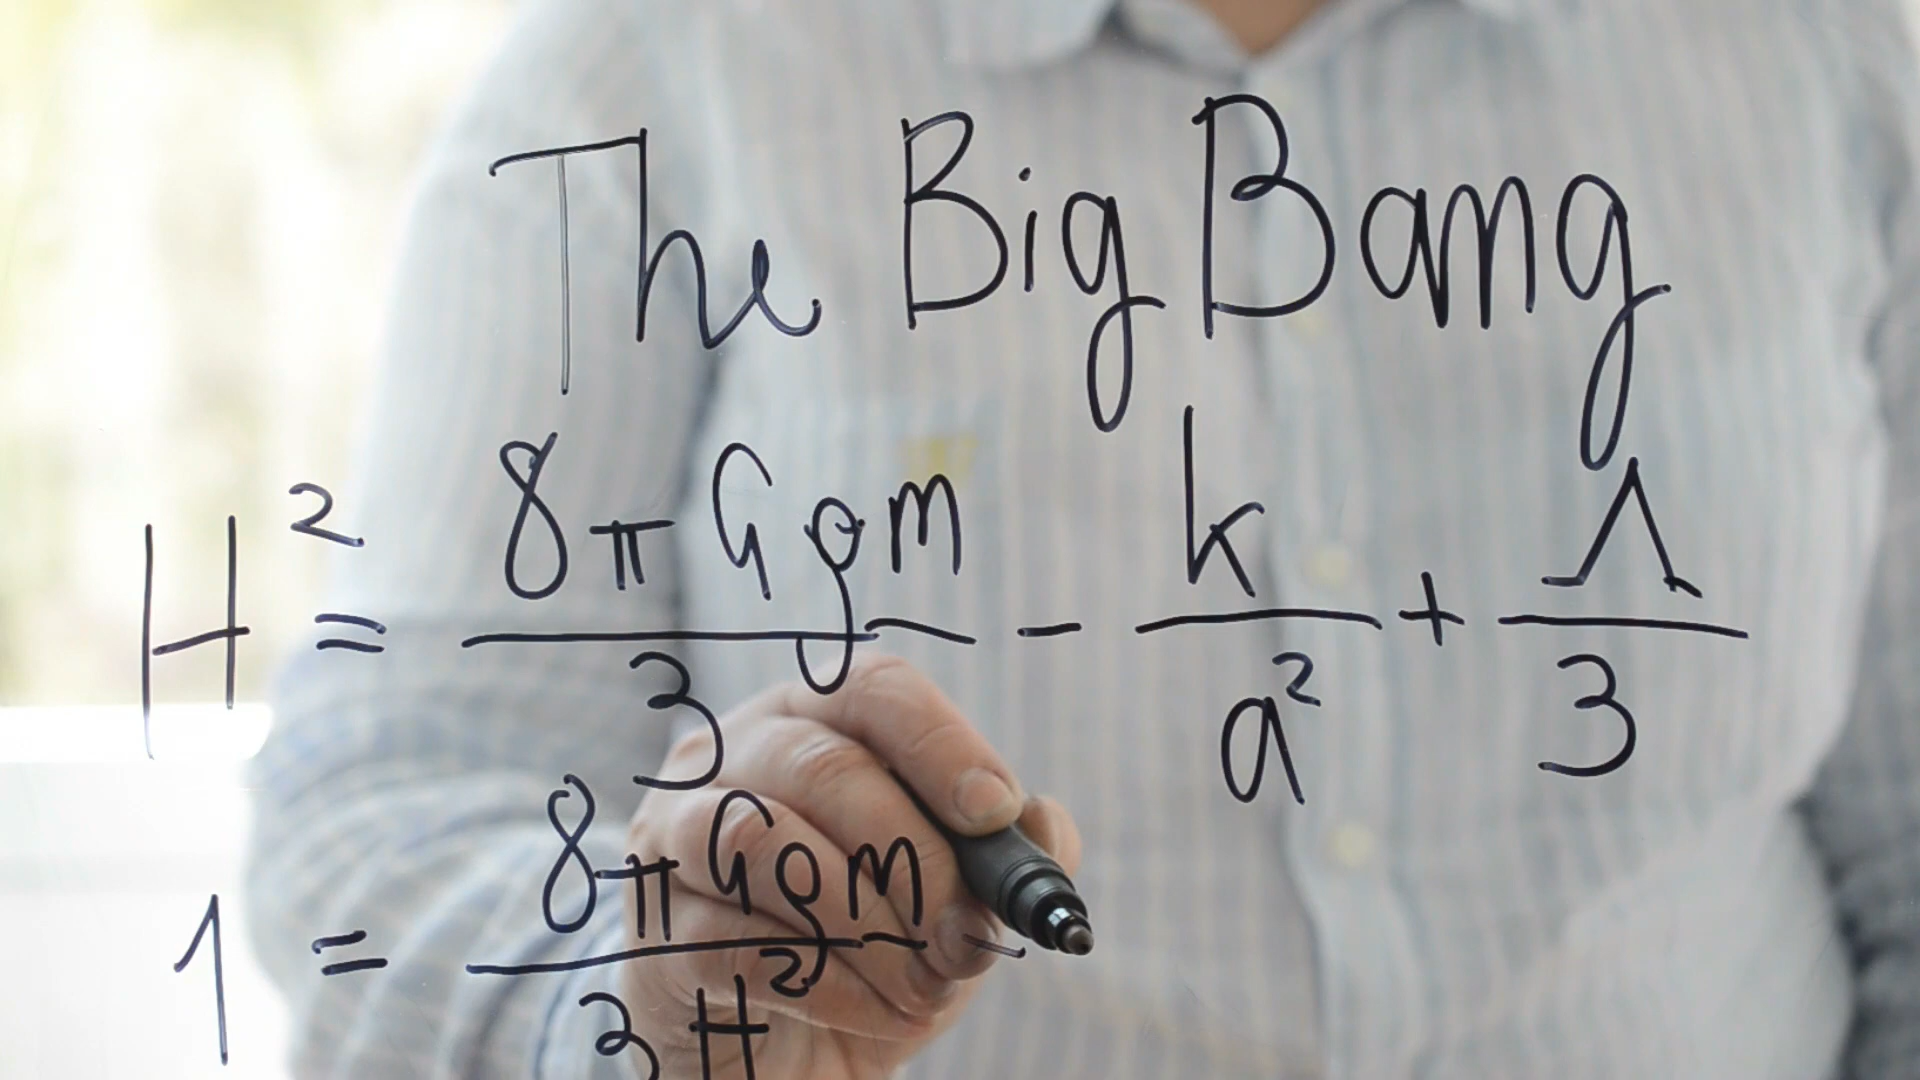 The Big Bang
H² = 8πGρm/3 - k/a² + Λ/3
1 = 8πGρm/3H² -